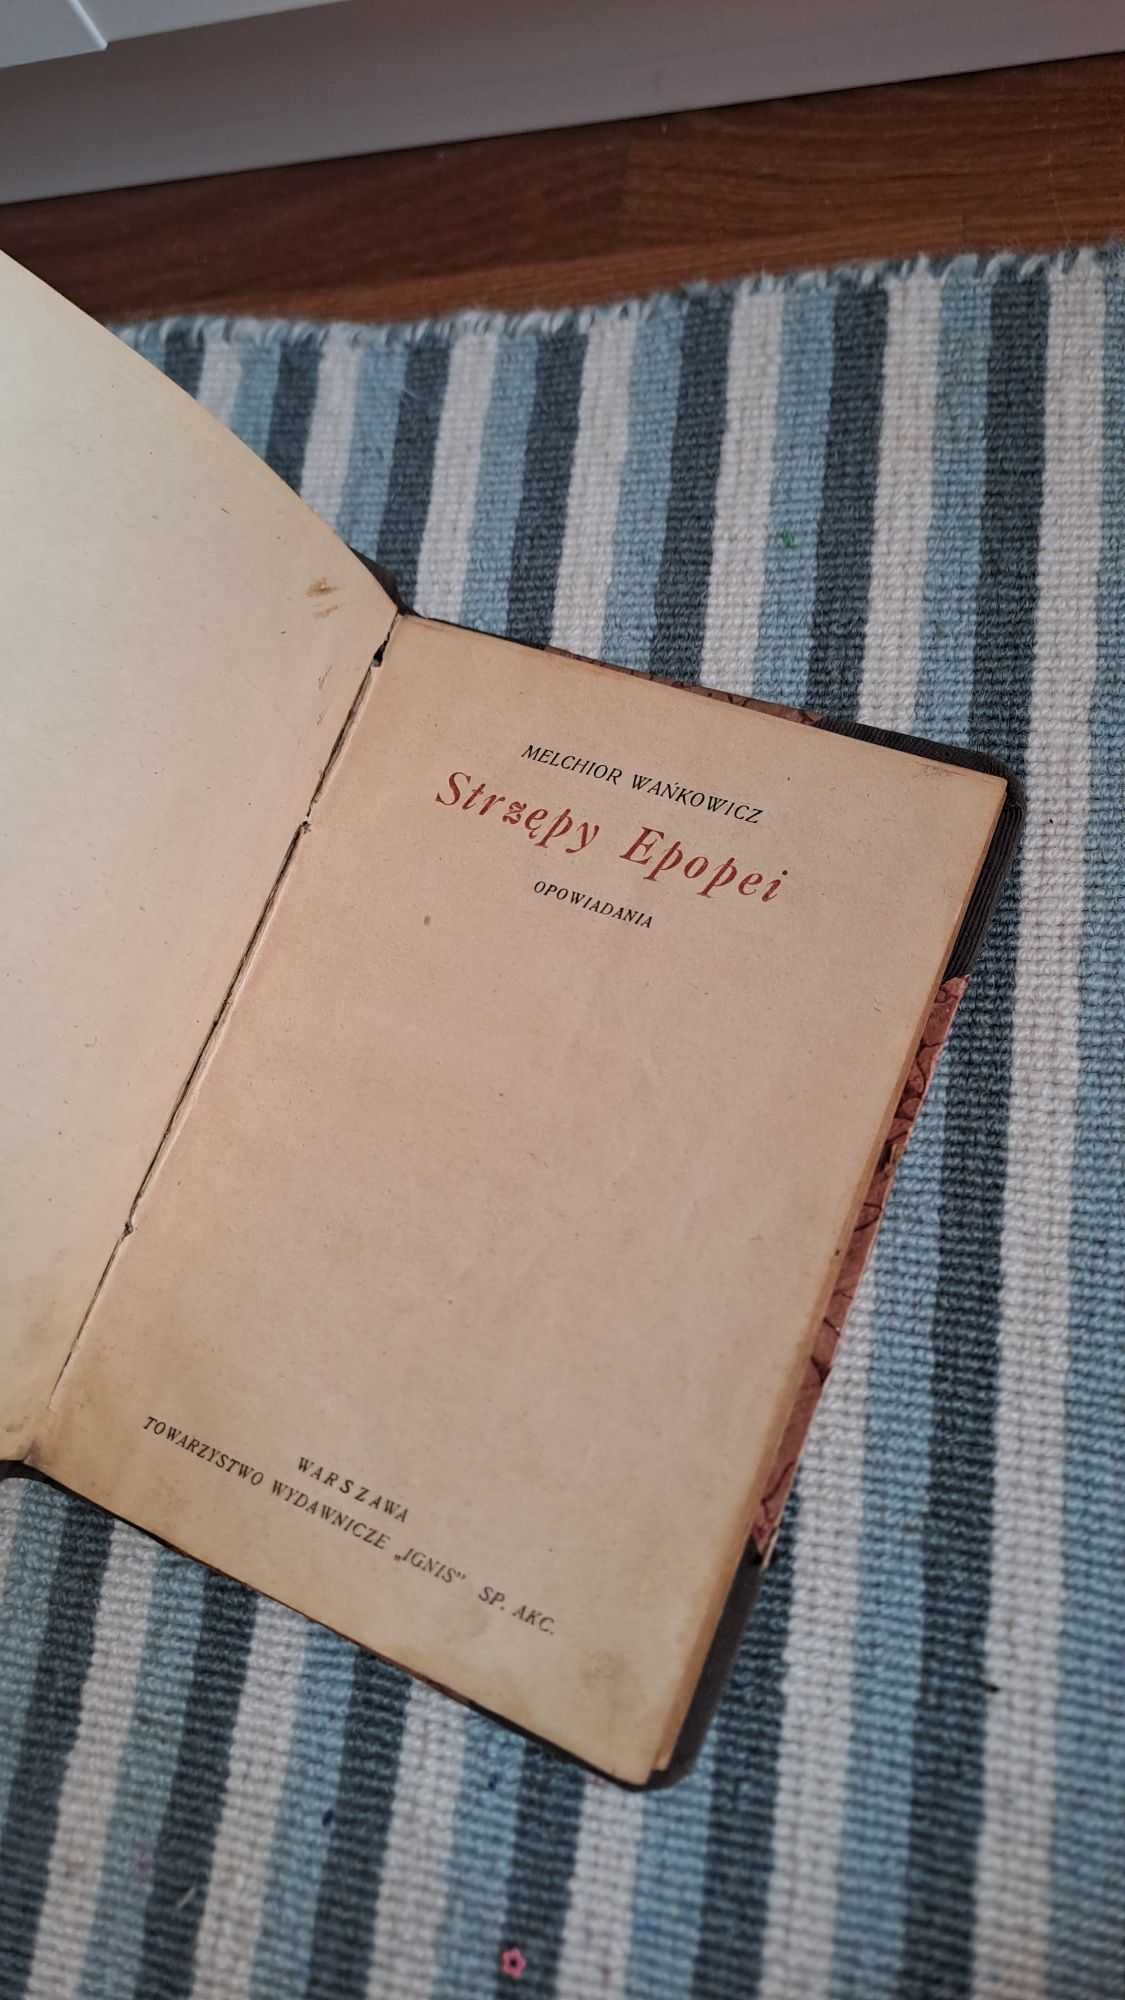 MELCHIOR WAŃKOWICZ
Strzępy Epopei
OPOWIADANIA
WARSZAWA
TOWARZYSTWO WYDAWNICZE „IGNIS” SP. AKC.